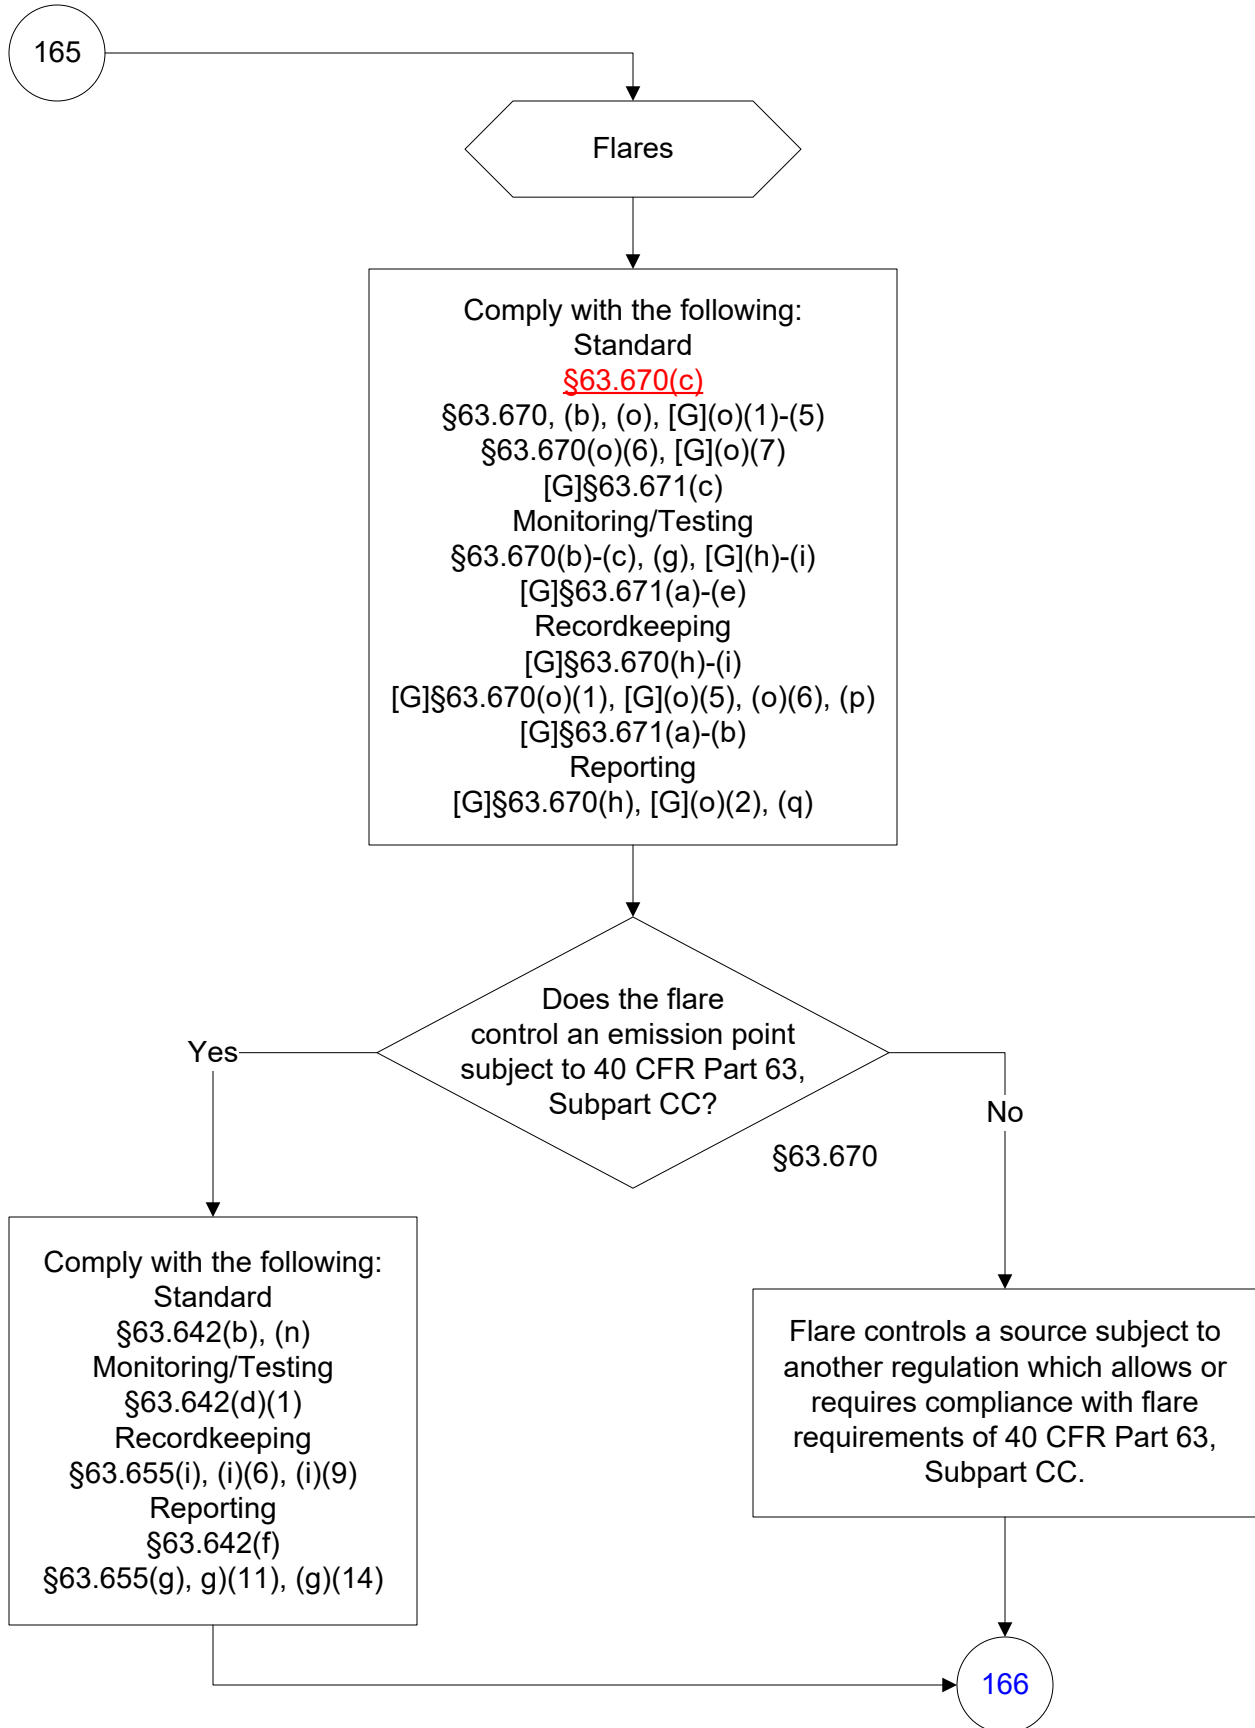 165
Flares
Comply with the following:
Standard
§63.670(c)
§63.670, (b), (o), [G](o)(1)-(5)
§63.670(o)(6), [G](o)(7)
[G]§63.671(c)
Monitoring/Testing
§63.670(b)-(c), (g), [G](h)-(i)
[G]§63.671(a)-(e)
Recordkeeping
[G]§63.670(h)-(i)
[G]§63.670(o)(1), [G](o)(5), (o)(6), (p)
[G]§63.671(a)-(b)
Reporting
[G]§63.670(h), [G](o)(2), (q)
Does the flare
control an emission point
subject to 40 CFR Part 63,
Subpart CC?
§63.670
Yes
No
Comply with the following:
Standard
§63.642(b), (n)
Monitoring/Testing
§63.642(d)(1)
Recordkeeping
§63.655(i), (i)(6), (i)(9)
Reporting
§63.642(f)
§63.655(g), g)(11), (g)(14)
Flare controls a source subject to
another regulation which allows or
requires compliance with flare
requirements of 40 CFR Part 63,
Subpart CC.
166